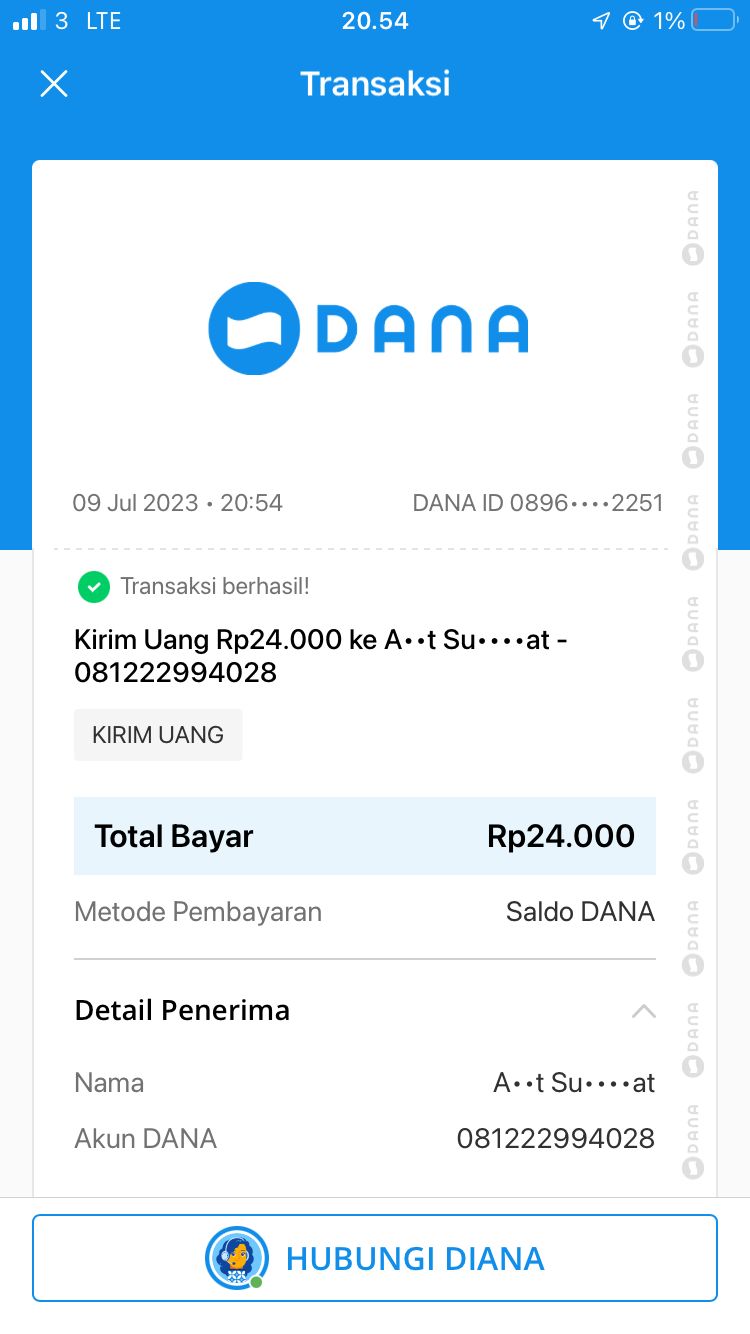 3 LTE 20.54 1%
Transaksi
DANA
09 Jul 2023 • 20:54 DANA ID 0896••••2251
Transaksi berhasil!
Kirim Uang Rp24.000 ke A••t Su••••at -
081222994028
KIRIM UANG
Total Bayar Rp24.000
Metode Pembayaran Saldo DANA
Detail Penerima
Nama A••t Su••••at
Akun DANA 081222994028
HUBUNGI DIANA
DANA
DANA
DANA
DANA
DANA
DANA
DANA
DANA
DANA
DANA